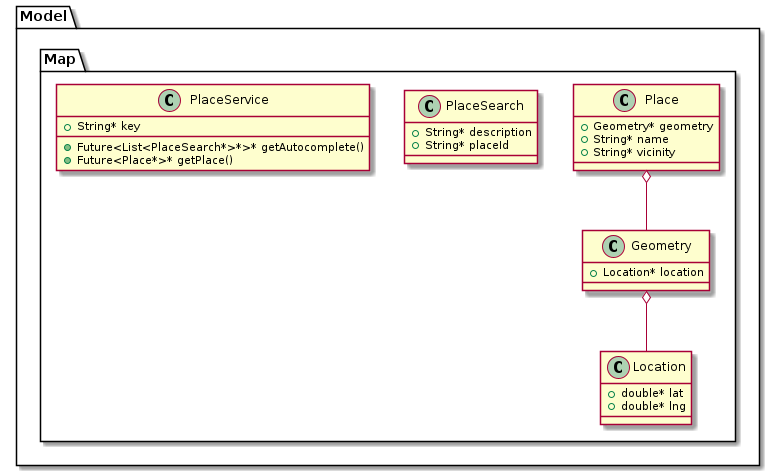 Model
Map
C PlaceService
String* key
Future<List<PlaceSearch*>*>* getAutocomplete()
Future<Place*>* getPlace()
C PlaceSearch
String* description
String* placeId
C Place
Geometry* geometry
String* name
String* vicinity
C Geometry
Location* location
C Location
double* lat
double* lng